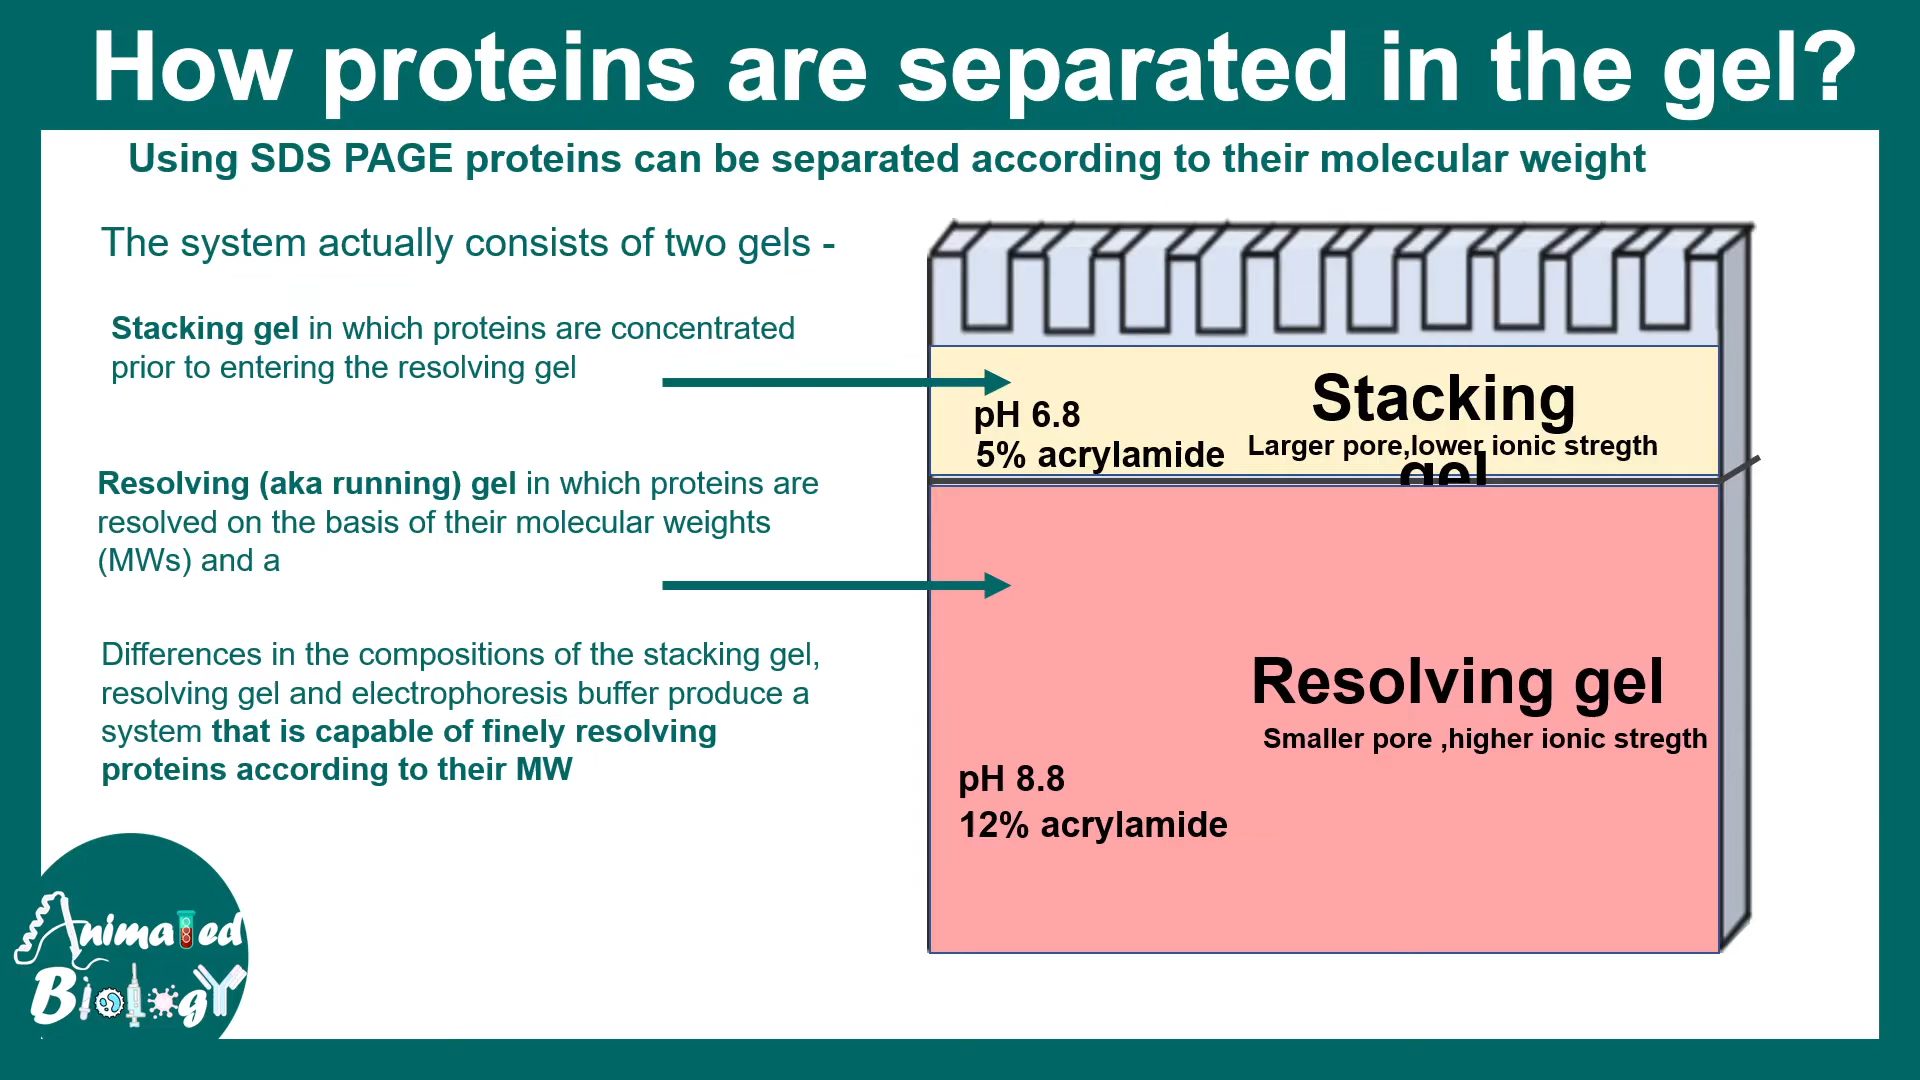 How proteins are separated in the gel?
Using SDS PAGE proteins can be separated according to their molecular weight
The system actually consists of two gels -
Stacking gel in which proteins are concentrated
prior to entering the resolving gel
Resolving (aka running) gel in which proteins are
resolved on the basis of their molecular weights
(MWs) and a
Differences in the compositions of the stacking gel,
resolving gel and electrophoresis buffer produce a
system that is capable of finely resolving
proteins according to their MW
Stacking
gel
Larger pore,lower ionic stregth
pH 6.8
5% acrylamide
Resolving gel
Smaller pore ,higher ionic stregth
pH 8.8
12% acrylamide
Animated
Biology